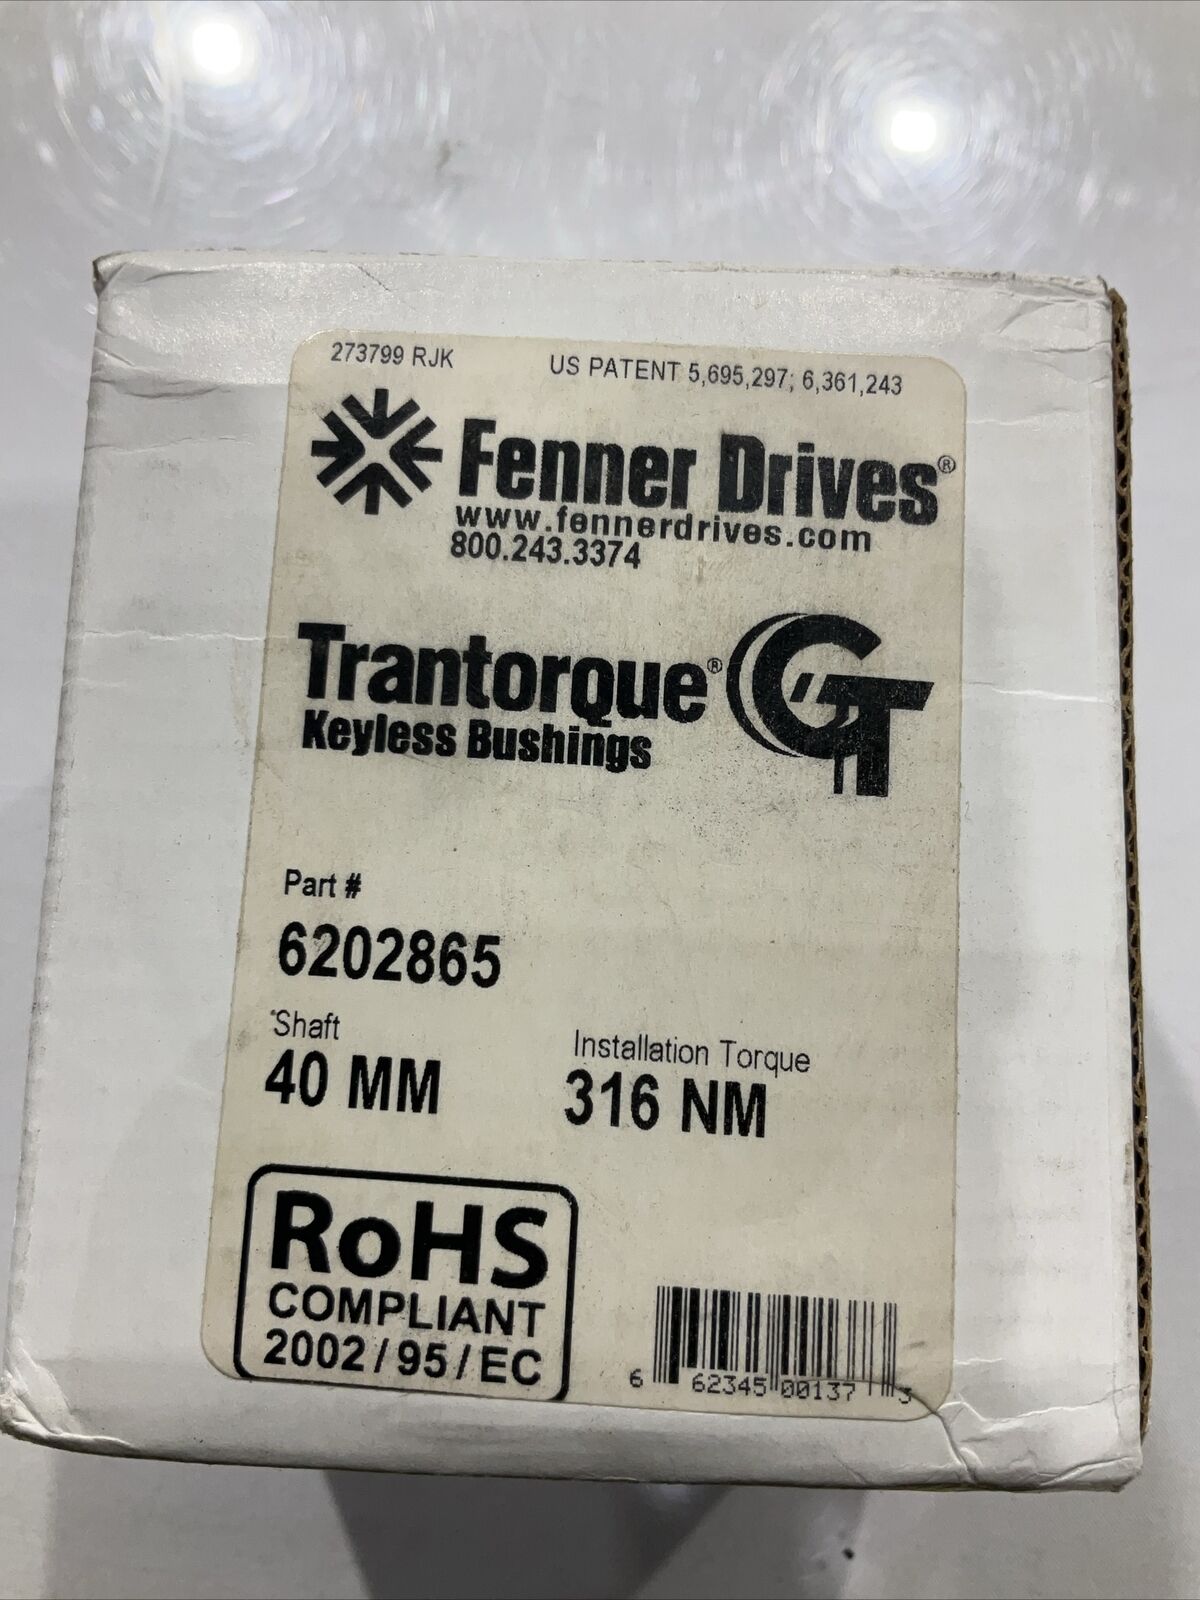 273799 RJK US PATENT 5,695,297; 6,361,243
Fenner Drives®
www.fennerdrives.com
800.243.3374
Trantorque® GT
Keyless Bushings
Part #
6202865
Shaft Installation Torque
40 MM 316 NM
RoHS
COMPLIANT
2002/95/EC
6 62345 00137 3